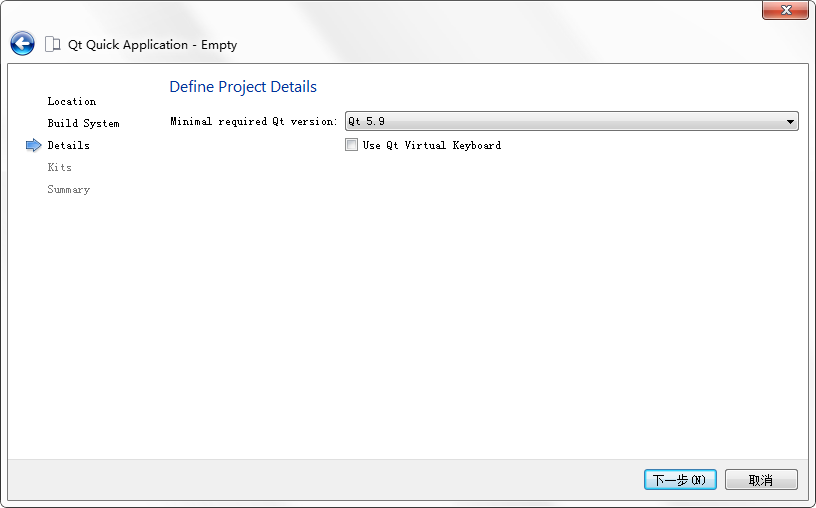 Qt Quick Application - Empty
Define Project Details
Location
Build System
Details
Kits
Summary
Minimal required Qt version: Qt 5.9
Use Qt Virtual Keyboard
下一步(N) 取消